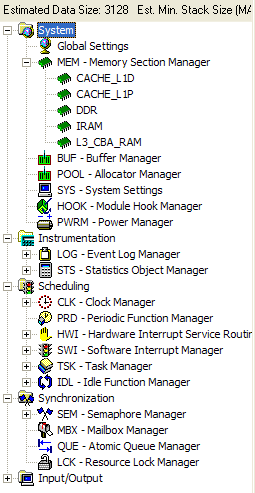 Estimated Data Size: 3128 Est. Min. Stack Size (MA
System
Global Settings
MEM - Memory Section Manager
CACHE_L1D
CACHE_L1P
DDR
IRAM
L3_CBA_RAM
BUF - Buffer Manager
POOL - Allocator Manager
SYS - System Settings
HOOK - Module Hook Manager
PWRM - Power Manager
Instrumentation
LOG - Event Log Manager
STS - Statistics Object Manager
Scheduling
CLK - Clock Manager
PRD - Periodic Function Manager
HWI - Hardware Interrupt Service Routin
SWI - Software Interrupt Manager
TSK - Task Manager
IDL - Idle Function Manager
Synchronization
SEM - Semaphore Manager
MBX - Mailbox Manager
QUE - Atomic Queue Manager
LCK - Resource Lock Manager
Input/Output